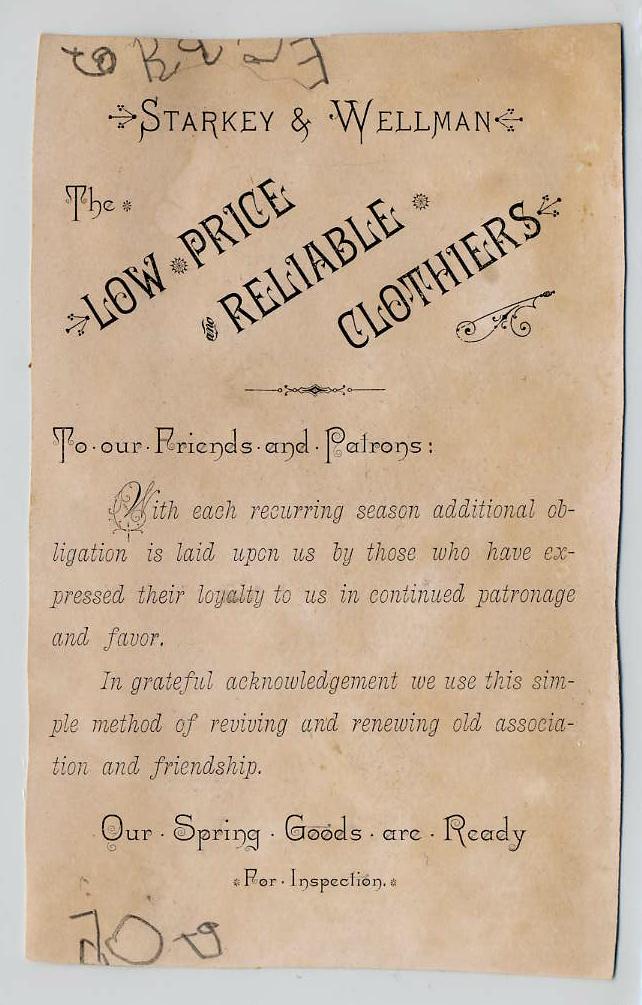 STARKEY & WELLMAN
The
LOW PRICE
AND RELIABLE
CLOTHIERS
To·our·Friends·and·Patrons:
With each recurring season additional ob-
ligation is laid upon us by those who have ex-
pressed their loyalty to us in continued patronage
and favor.
In grateful acknowledgement we use this sim-
ple method of reviving and renewing old associa-
tion and friendship.
Our · Spring · Goods · are · Ready
For · Inspection.